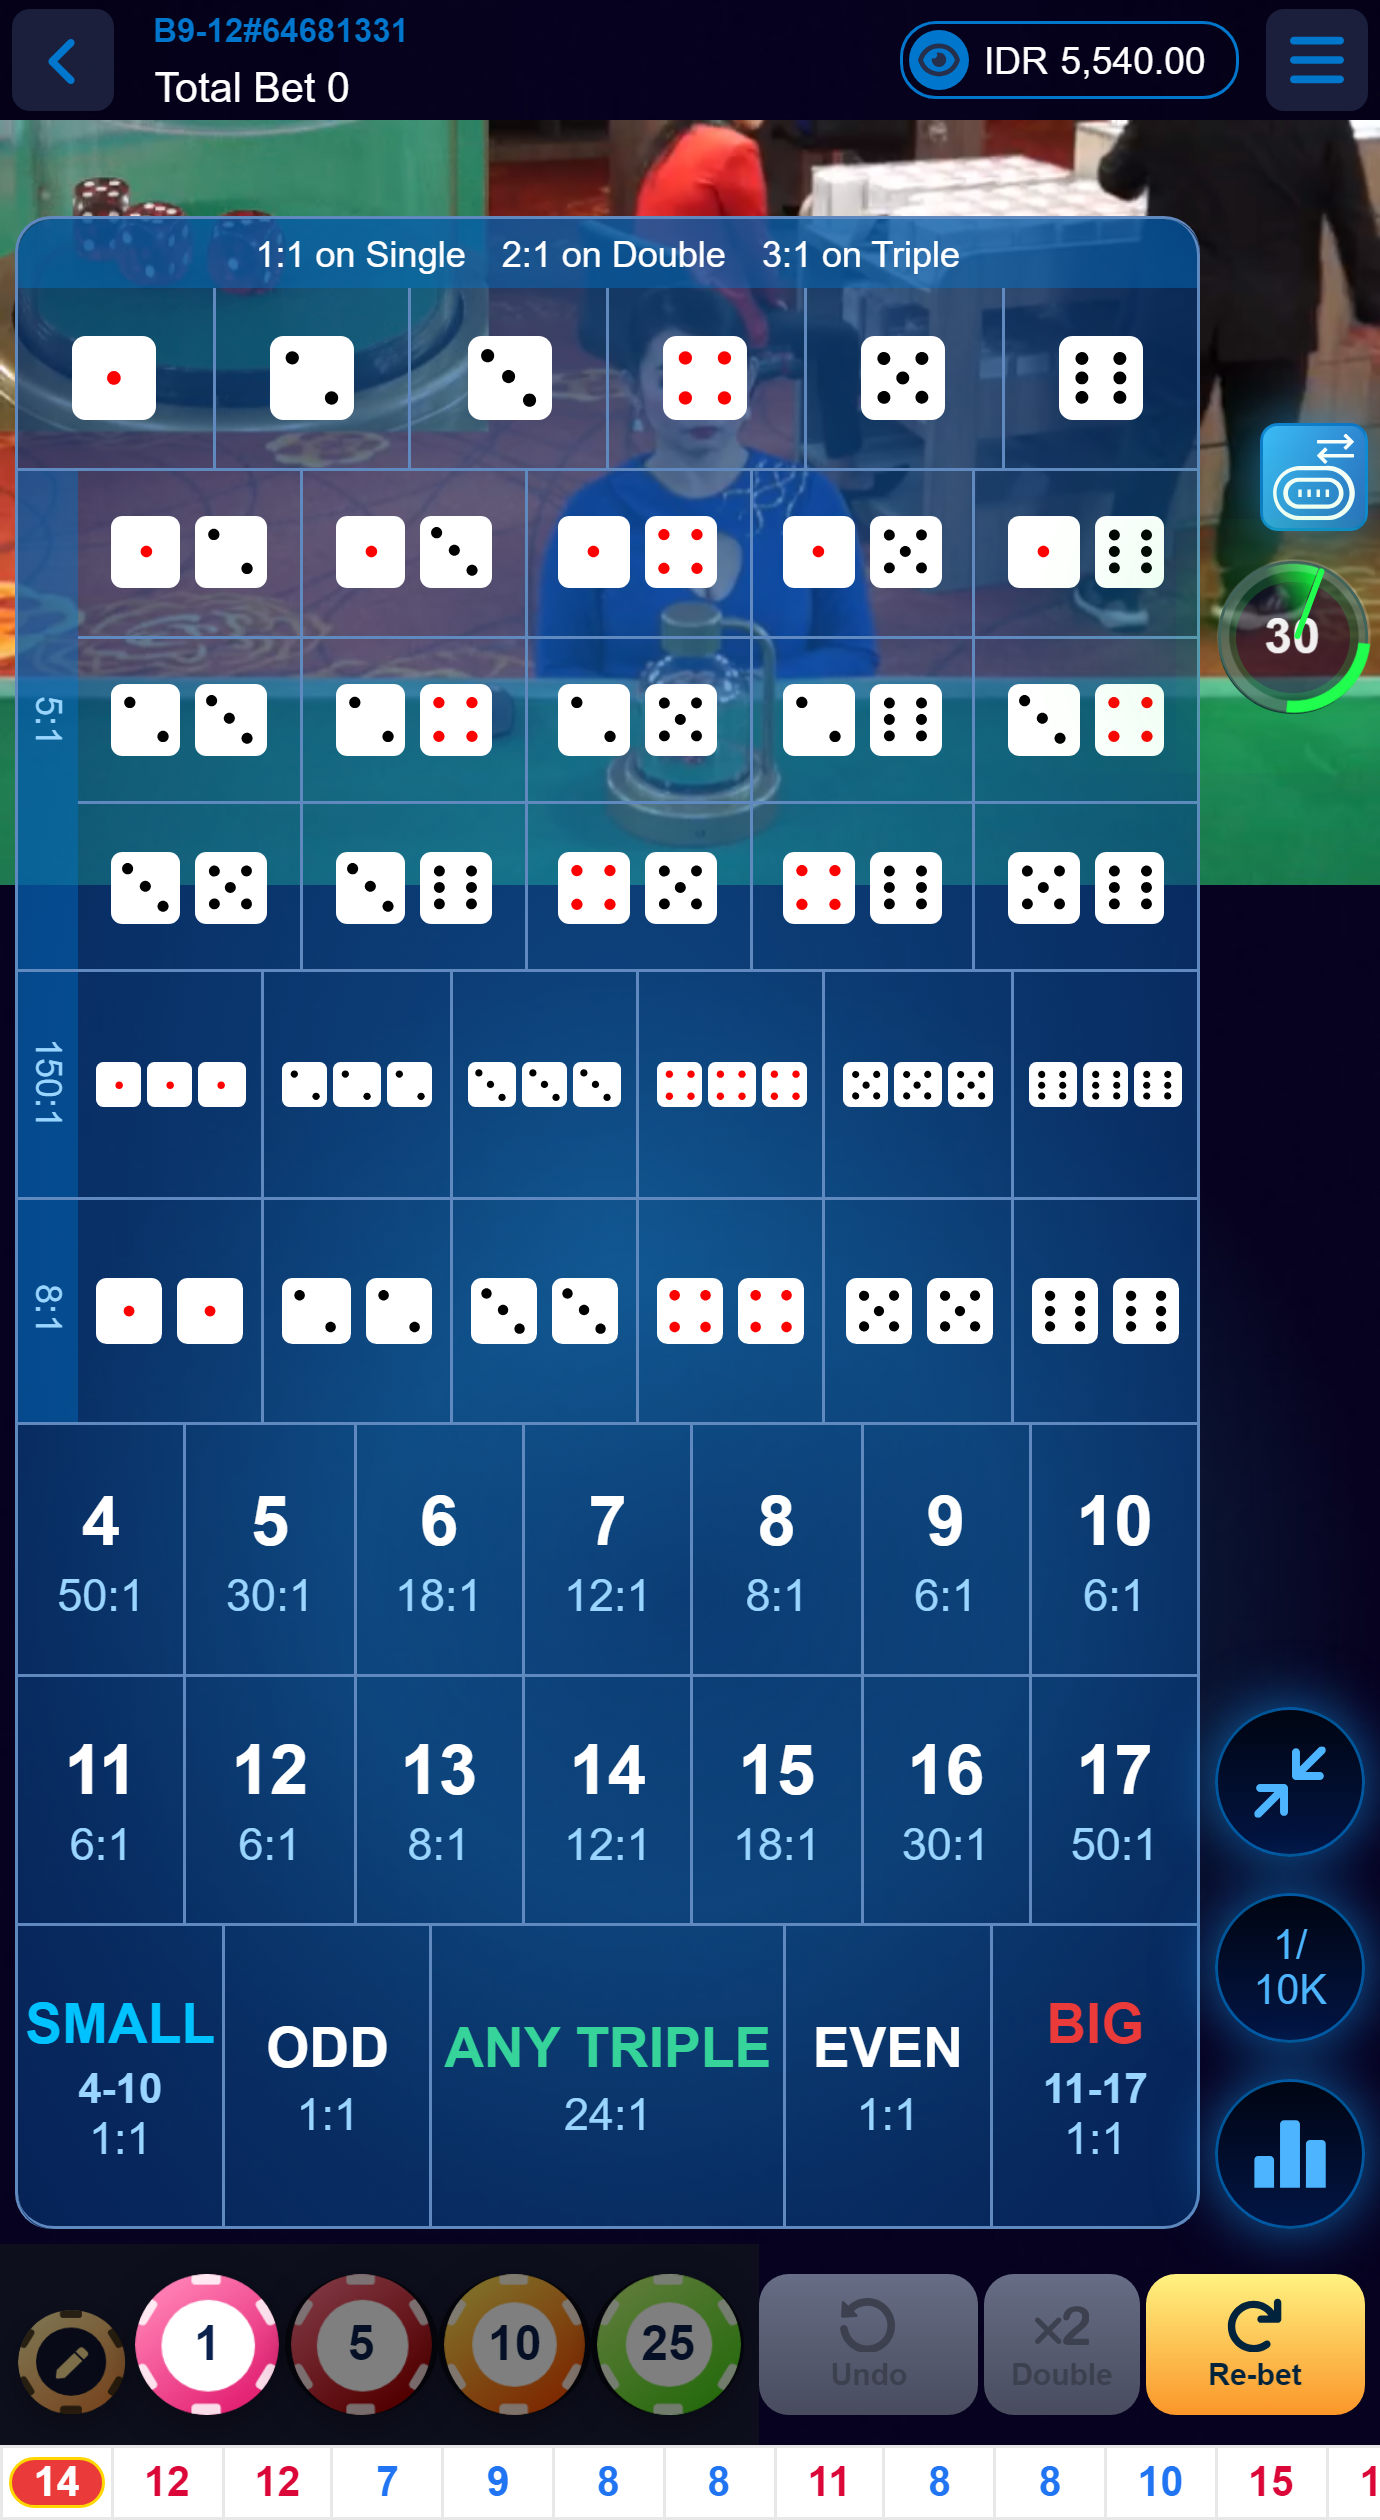 B9-12#64681331
Total Bet 0
IDR 5,540.00
1:1 on Single 2:1 on Double 3:1 on Triple
30
5:1
150:1
8:1
4 5 6 7 8 9 10
50:1 30:1 18:1 12:1 8:1 6:1 6:1
11 12 13 14 15 16 17
6:1 6:1 8:1 12:1 18:1 30:1 50:1
1/
10K
SMALL ODD ANY TRIPLE EVEN BIG
4-10 11-17
1:1 1:1 24:1 1:1 1:1
1 5 10 25
Undo
x2
Double
Re-bet
14 12 12 7 9 8 8 11 8 8 10 15